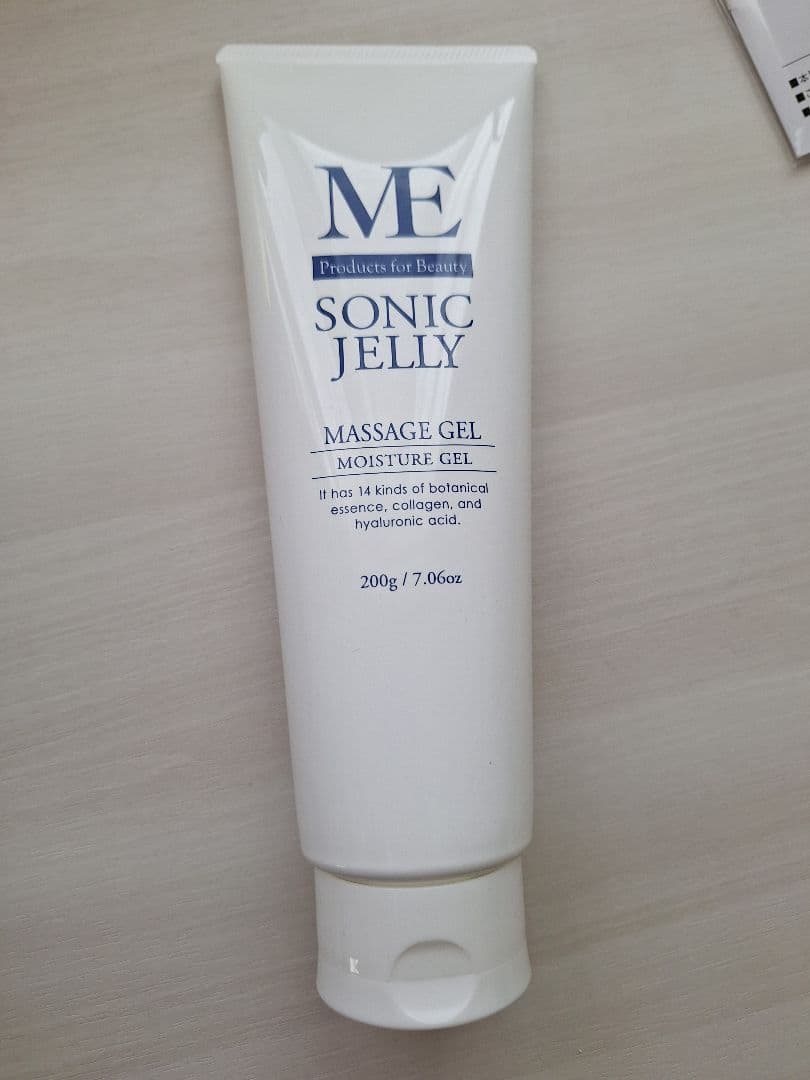 ME
Products for Beauty
SONIC
JELLY
MASSAGE GEL
MOISTURE GEL
It has 14 kinds of botanical
essence, collagen, and
hyaluronic acid.
200g / 7.06oz